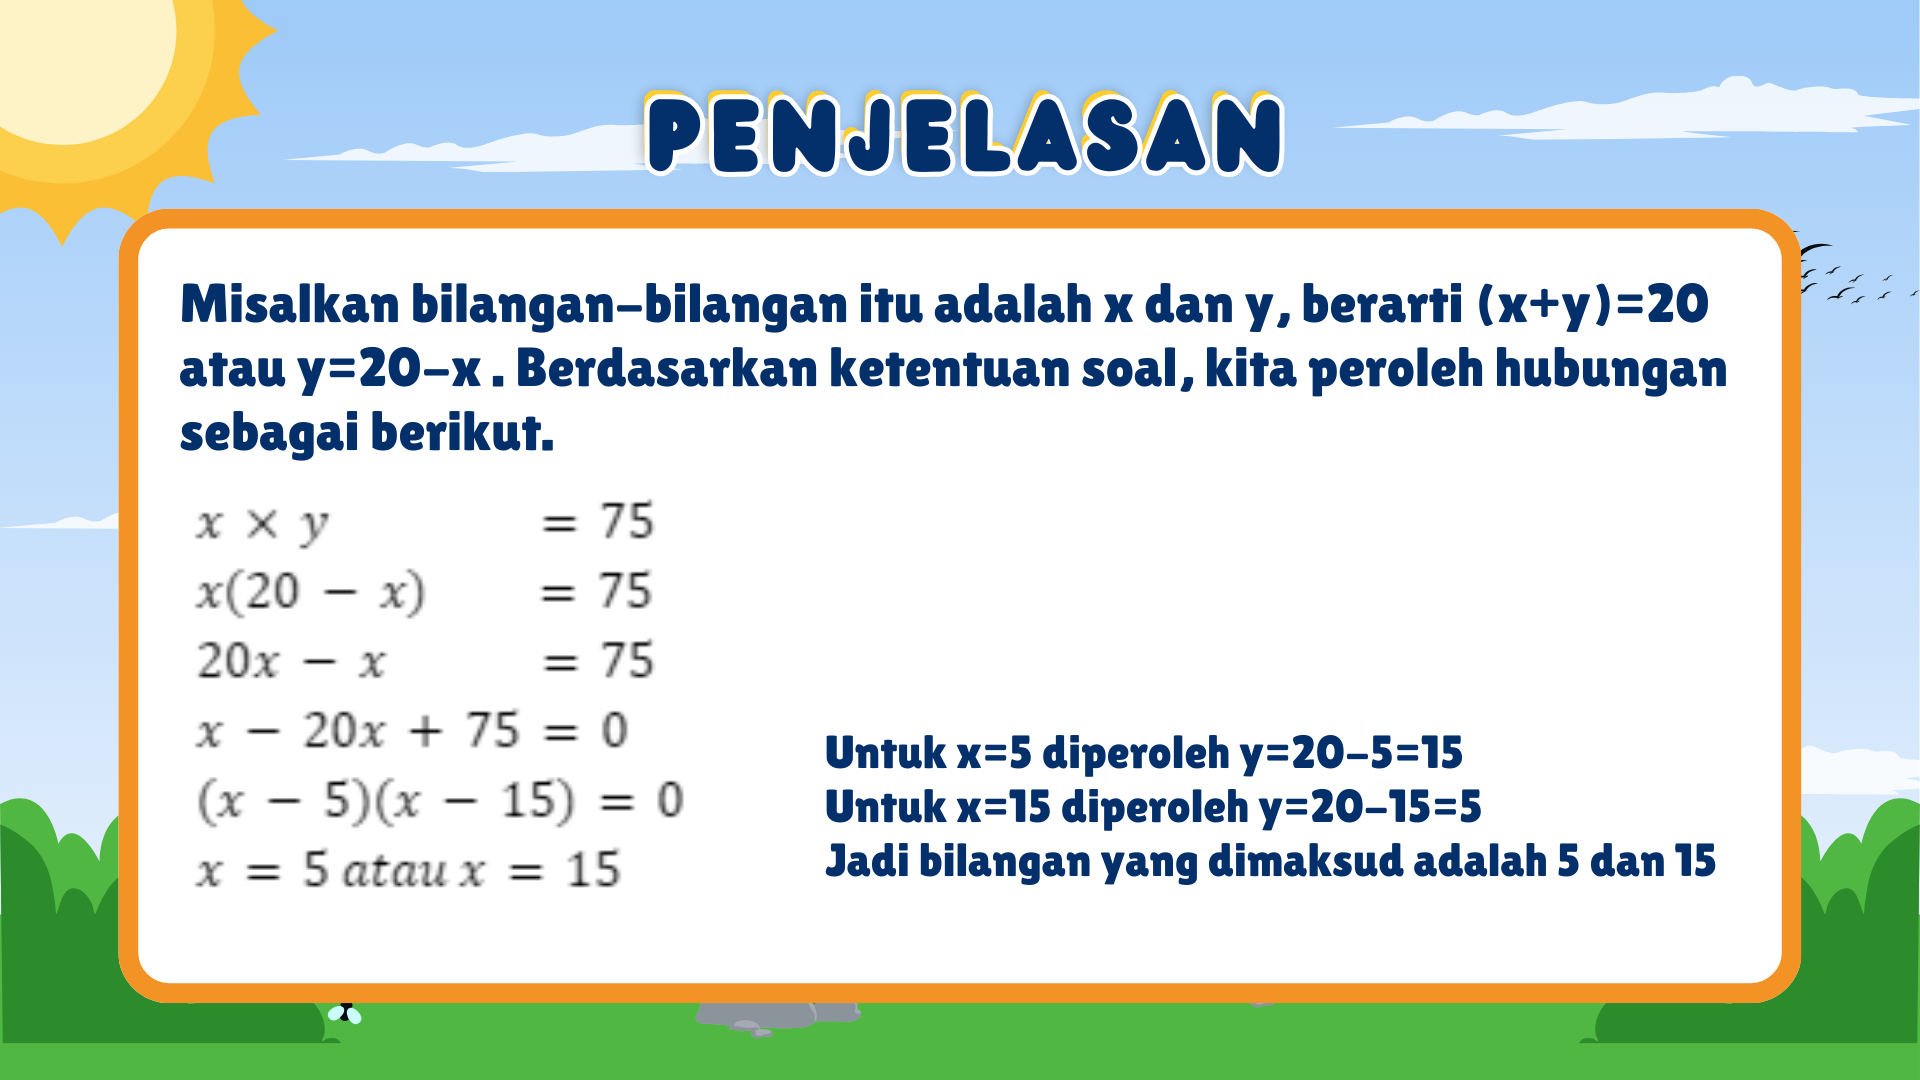 PENJELASAN
Misalkan bilangan-bilangan itu adalah x dan y, berarti (x+y)=20
atau y=20-x . Berdasarkan ketentuan soal, kita peroleh hubungan
sebagai berikut.
x × y = 75
x(20 − x) = 75
20x − x = 75
x − 20x + 75 = 0
(x − 5)(x − 15) = 0
x = 5 atau x = 15
Untuk x=5 diperoleh y=20-5=15
Untuk x=15 diperoleh y=20-15=5
Jadi bilangan yang dimaksud adalah 5 dan 15